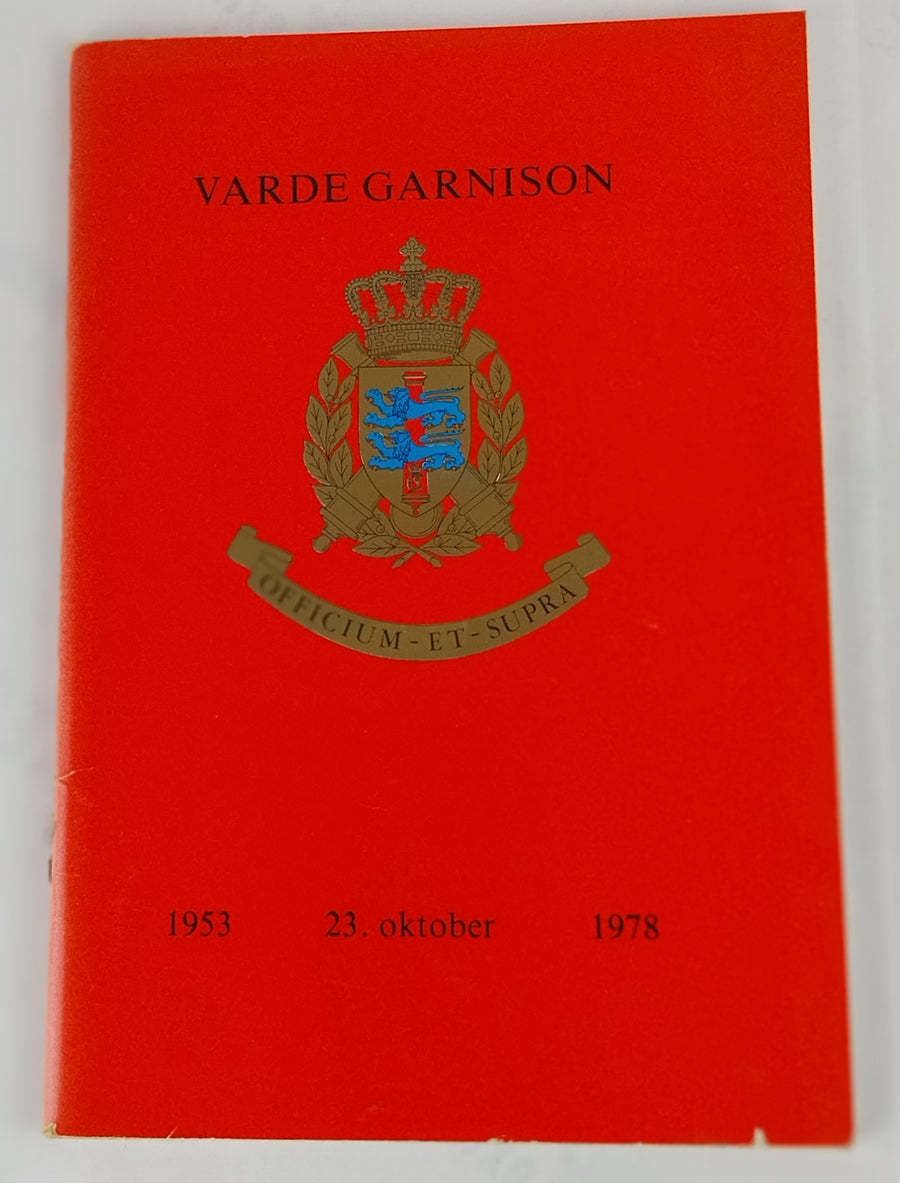 VARDE GARNISON
OFFICIUM - ET - SUPRA
1953 23. oktober 1978